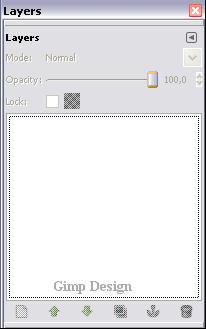 Layers
Layers
Mode: Normal
Opacity: 100,0
Lock:
Gimp Design